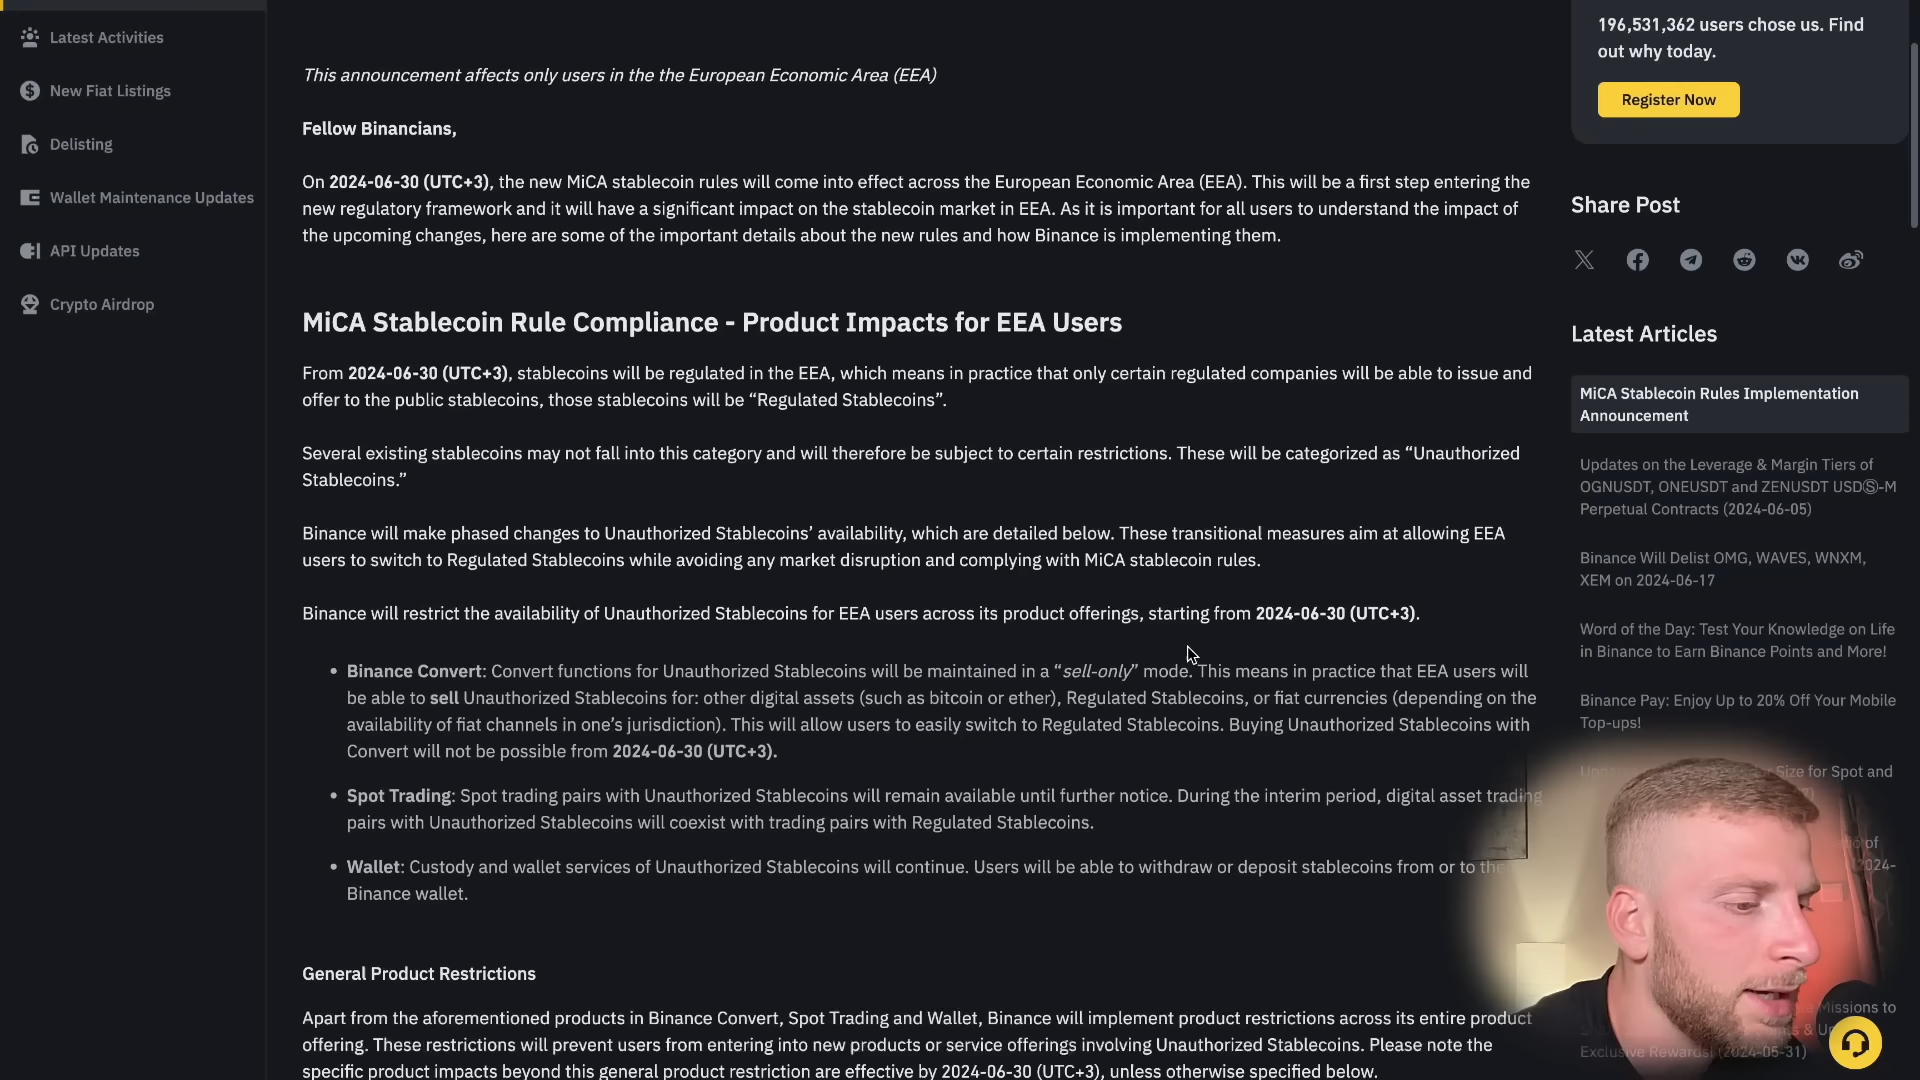 Latest Activities
New Fiat Listings
Delisting
Wallet Maintenance Updates
API Updates
Crypto Airdrop
This announcement affects only users in the the European Economic Area (EEA)
Fellow Binancians,
On 2024-06-30 (UTC+3), the new MiCA stablecoin rules will come into effect across the European Economic Area (EEA). This will be a first step entering the
new regulatory framework and it will have a significant impact on the stablecoin market in EEA. As it is important for all users to understand the impact of
the upcoming changes, here are some of the important details about the new rules and how Binance is implementing them.
MiCA Stablecoin Rule Compliance - Product Impacts for EEA Users
From 2024-06-30 (UTC+3), stablecoins will be regulated in the EEA, which means in practice that only certain regulated companies will be able to issue and
offer to the public stablecoins, those stablecoins will be “Regulated Stablecoins”.
Several existing stablecoins may not fall into this category and will therefore be subject to certain restrictions. These will be categorized as “Unauthorized
Stablecoins.”
Binance will make phased changes to Unauthorized Stablecoins’ availability, which are detailed below. These transitional measures aim at allowing EEA
users to switch to Regulated Stablecoins while avoiding any market disruption and complying with MiCA stablecoin rules.
Binance will restrict the availability of Unauthorized Stablecoins for EEA users across its product offerings, starting from 2024-06-30 (UTC+3).
• Binance Convert: Convert functions for Unauthorized Stablecoins will be maintained in a “sell-only” mode. This means in practice that EEA users will
be able to sell Unauthorized Stablecoins for: other digital assets (such as bitcoin or ether), Regulated Stablecoins, or fiat currencies (depending on the
availability of fiat channels in one’s jurisdiction). This will allow users to easily switch to Regulated Stablecoins. Buying Unauthorized Stablecoins with
Convert will not be possible from 2024-06-30 (UTC+3).
• Spot Trading: Spot trading pairs with Unauthorized Stablecoins will remain available until further notice. During the interim period, digital asset trading
pairs with Unauthorized Stablecoins will coexist with trading pairs with Regulated Stablecoins.
• Wallet: Custody and wallet services of Unauthorized Stablecoins will continue. Users will be able to withdraw or deposit stablecoins from or to the
Binance wallet.
General Product Restrictions
Apart from the aforementioned products in Binance Convert, Spot Trading and Wallet, Binance will implement product restrictions across its entire product
offering. These restrictions will prevent users from entering into new products or service offerings involving Unauthorized Stablecoins. Please note the
specific product impacts beyond this general product restriction are effective by 2024-06-30 (UTC+3), unless otherwise specified below.
196,531,362 users chose us. Find
out why today.
Register Now
Share Post
Latest Articles
MiCA Stablecoin Rules Implementation
Announcement
Updates on the Leverage & Margin Tiers of
OGNUSDT, ONEUSDT and ZENUSDT USDⓈ-M
Perpetual Contracts (2024-06-05)
Binance Will Delist OMG, WAVES, WNXM,
XEM on 2024-06-17
Word of the Day: Test Your Knowledge on Life
in Binance to Earn Binance Points and More!
Binance Pay: Enjoy Up to 20% Off Your Mobile
Top-ups!
Size for Spot and
of
2024-
Missions to
Exclusive Rewards! (2024-05-31)